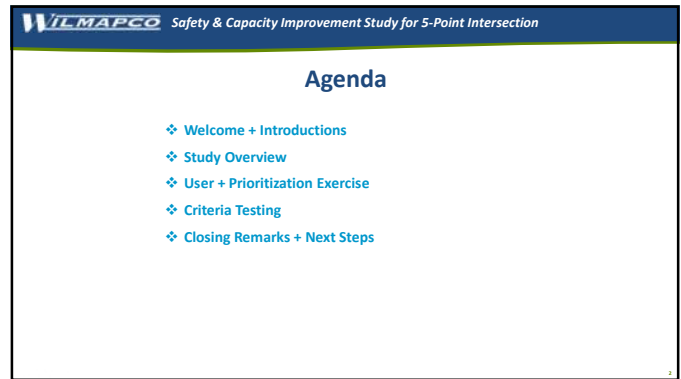 WILMAPCO Safety & Capacity Improvement Study for 5-Point Intersection
Agenda
❖ Welcome + Introductions
❖ Study Overview
❖ User + Prioritization Exercise
❖ Criteria Testing
❖ Closing Remarks + Next Steps
2